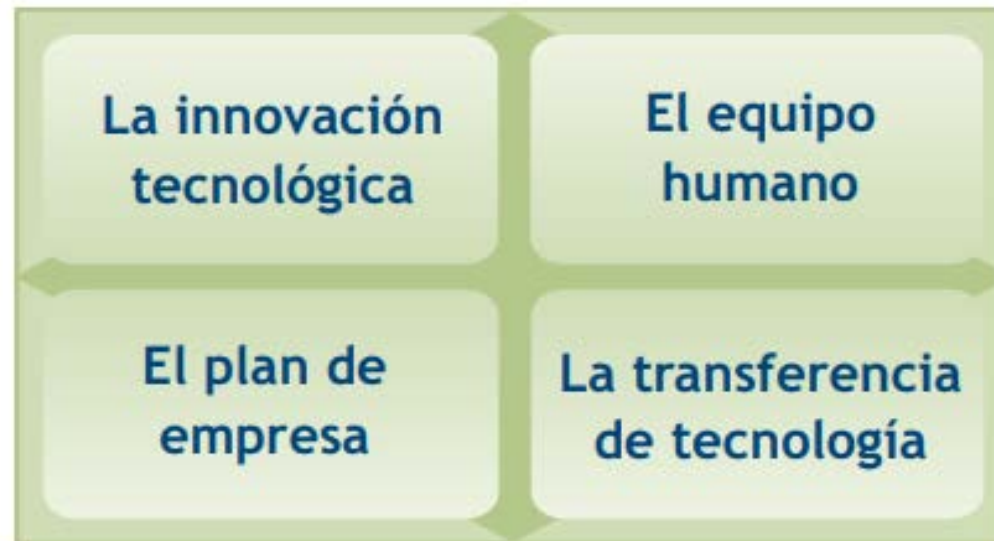 La innovación
tecnológica
El equipo
humano
El plan de
empresa
La transferencia
de tecnología